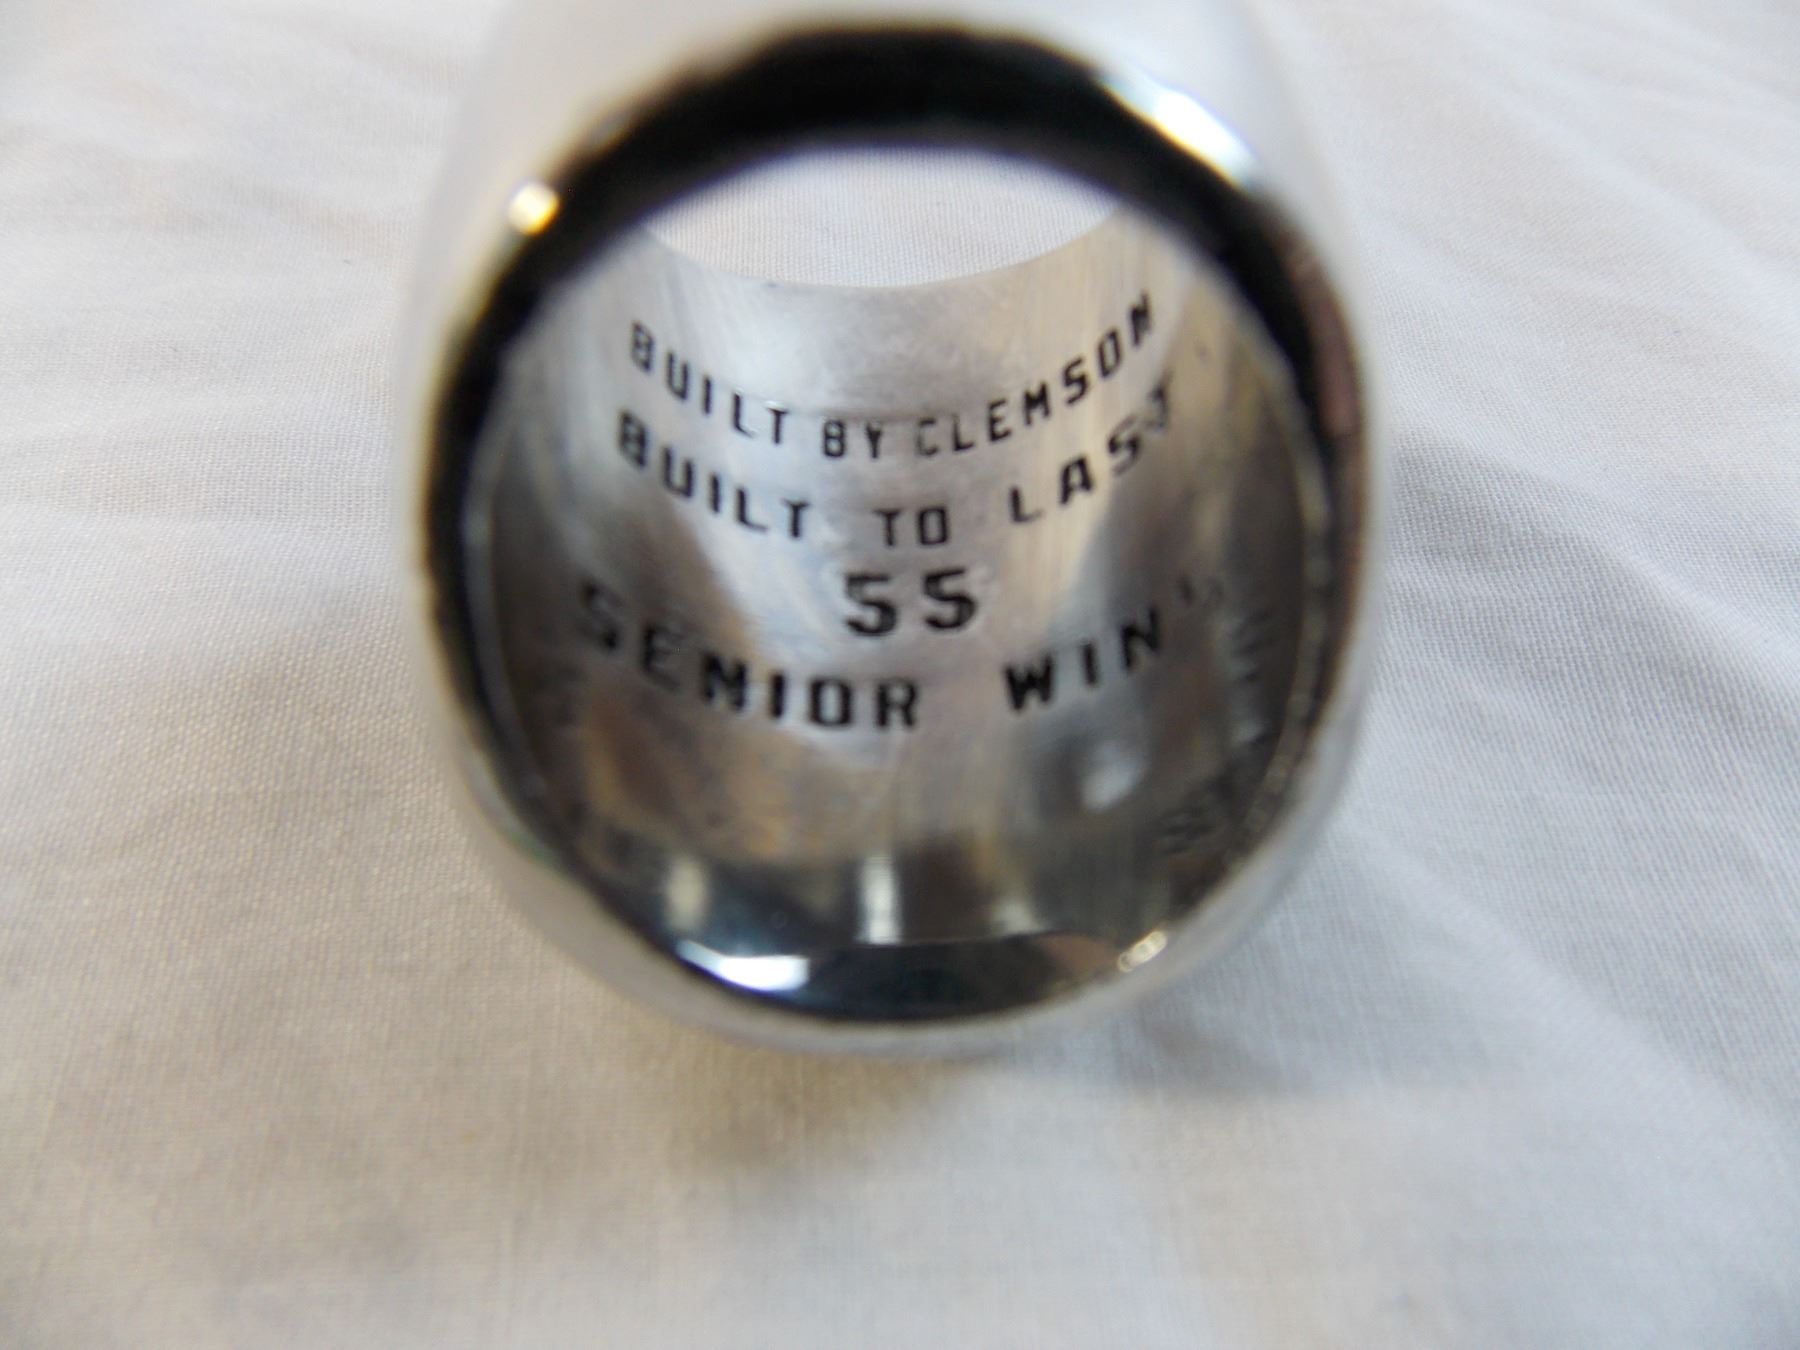 BUILT BY CLEMSON
BUILT TO LAST
55
SENIOR WIN'S